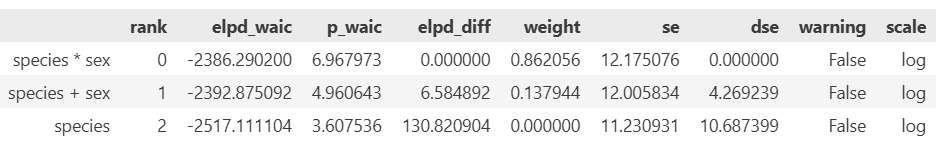 rank elpd_waic p_waic elpd_diff weight se dse warning scale
species * sex 0 -2386.290200 6.967973 0.000000 0.862056 12.175076 0.000000 False log
species + sex 1 -2392.875092 4.960643 6.584892 0.137944 12.005834 4.269239 False log
species 2 -2517.111104 3.607536 130.820904 0.000000 11.230931 10.687399 False log